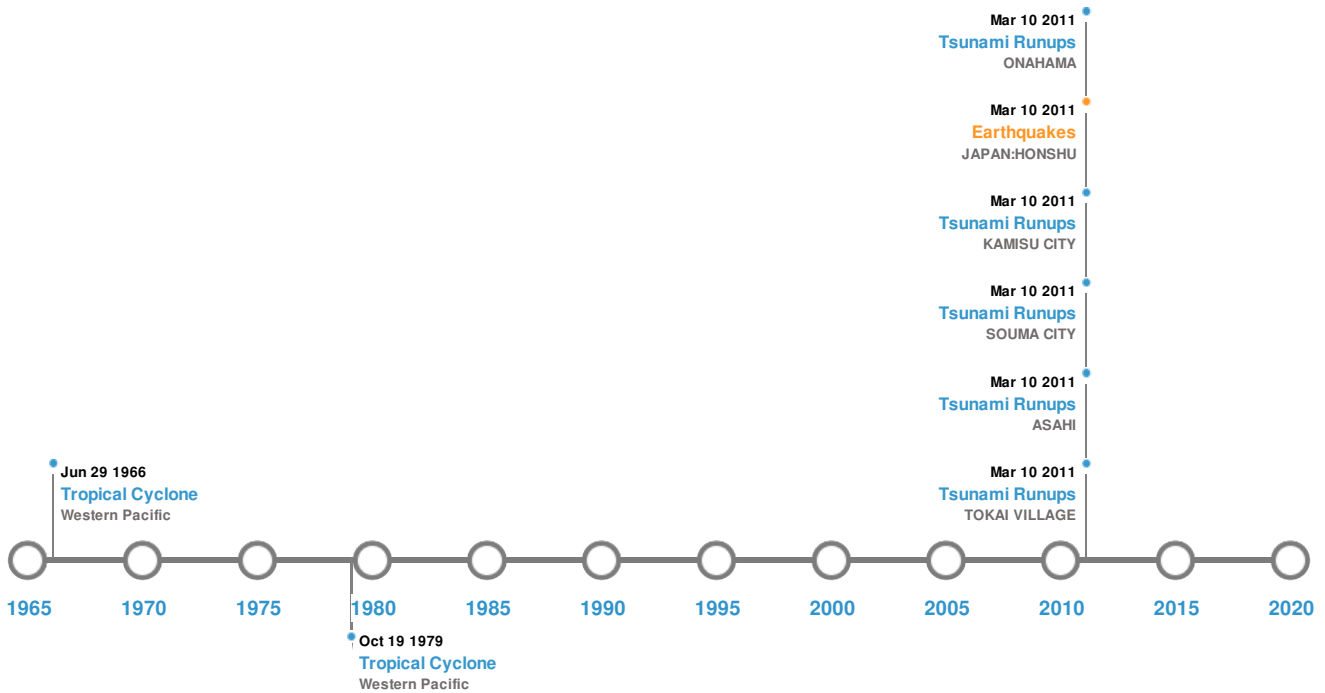 Mar 10 2011
Tsunami Runups
ONAHAMA
Mar 10 2011
Earthquakes
JAPAN:HONSHU
Mar 10 2011
Tsunami Runups
KAMISU CITY
Mar 10 2011
Tsunami Runups
SOUMA CITY
Mar 10 2011
Tsunami Runups
ASAHI
Jun 29 1966
Tropical Cyclone
Western Pacific
Mar 10 2011
Tsunami Runups
TOKAI VILLAGE
1965 1970 1975 1980 1985 1990 1995 2000 2005 2010 2015 2020
Oct 19 1979
Tropical Cyclone
Western Pacific